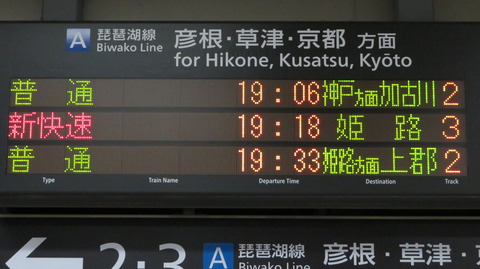 A 琵琶湖線 彦根・草津・京都 方面
Biwako Line for Hikone, Kusatsu, Kyōto
普通 19:06 神戸方面加古川 2
新快速 19:18 姫路 3
普通 19:33 姫路方面上郡 2
Type Train Name Departure Time Destination Track
← 2・3 A 琵琶湖線 彦根・草津・
Biwako Line for Hikone, Kusatsu